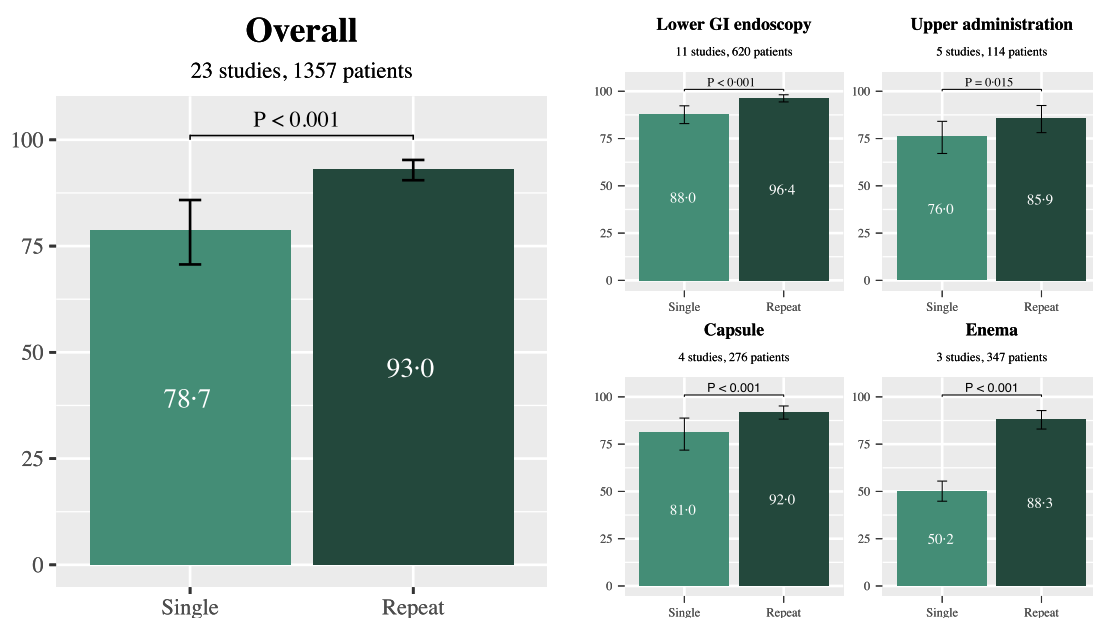 Overall
23 studies, 1357 patients
P < 0.001
100
75
50
25
0
78·7
93·0
Single
Repeat
Lower GI endoscopy
11 studies, 620 patients
P < 0·001
100
75
50
25
0
88·0
96·4
Single
Repeat
Upper administration
5 studies, 114 patients
P = 0·015
100
75
50
25
0
76·0
85·9
Single
Repeat
Capsule
4 studies, 276 patients
P < 0.001
100
75
50
25
0
81·0
92·0
Single
Repeat
Enema
3 studies, 347 patients
P < 0.001
100
75
50
25
0
50·2
88·3
Single
Repeat